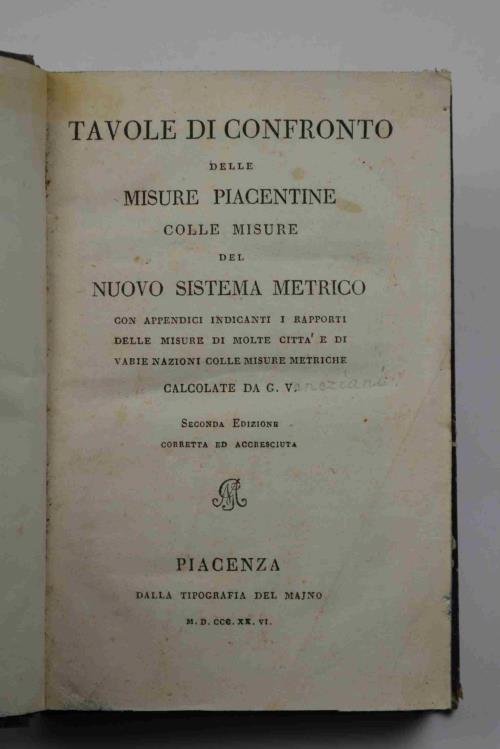 TAVOLE DI CONFRONTO
DELLE
MISURE PIACENTINE
COLLE MISURE
DEL
NUOVO SISTEMA METRICO
CON APPENDICI INDICANTI I RAPPORTI
DELLE MISURE DI MOLTE CITTA' E DI
VARIE NAZIONI COLLE MISURE METRICHE
CALCOLATE DA G. V.
SECONDA EDIZIONE
CORRETTA ED ACCRESCIUTA
PIACENZA
DALLA TIPOGRAFIA DEL MAJNO
M. D. CCC. XX. VI.